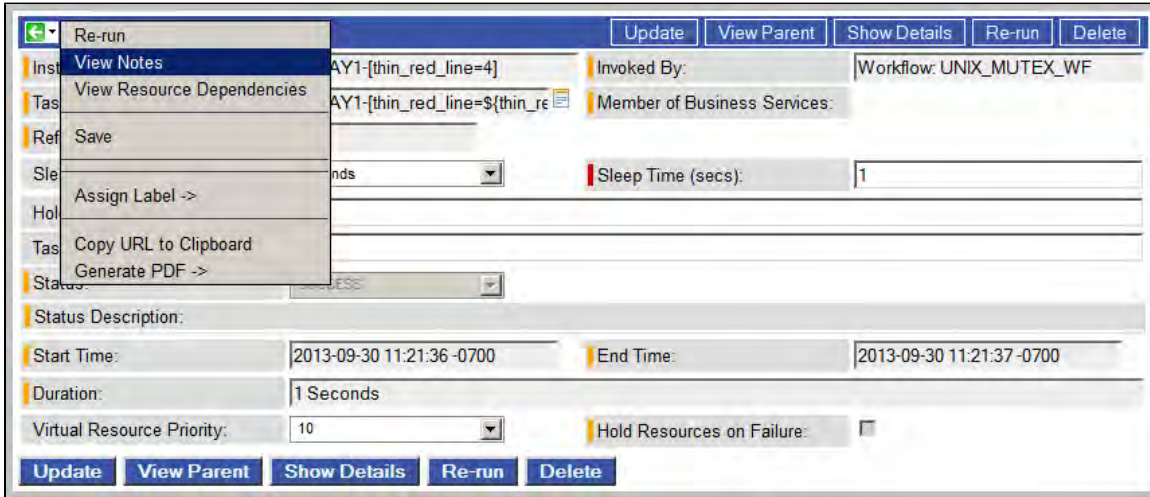 Re-run
Update View Parent Show Details Re-run Delete
View Notes
Inst AY1-[thin_red_line=4] Invoked By: Workflow: UNIX_MUTEX_WF
View Resource Dependencies
Tas AY1-[thin_red_line=${thin_re Member of Business Services:
Ref
Save
Sle nds Sleep Time (secs): 1
Assign Label ->
Hol
Tas
Copy URL to Clipboard
Generate PDF ->
Status: SUCCESS
Status Description:
Start Time: 2013-09-30 11:21:36 -0700 End Time: 2013-09-30 11:21:37 -0700
Duration: 1 Seconds
Virtual Resource Priority: 10 Hold Resources on Failure:
Update View Parent Show Details Re-run Delete